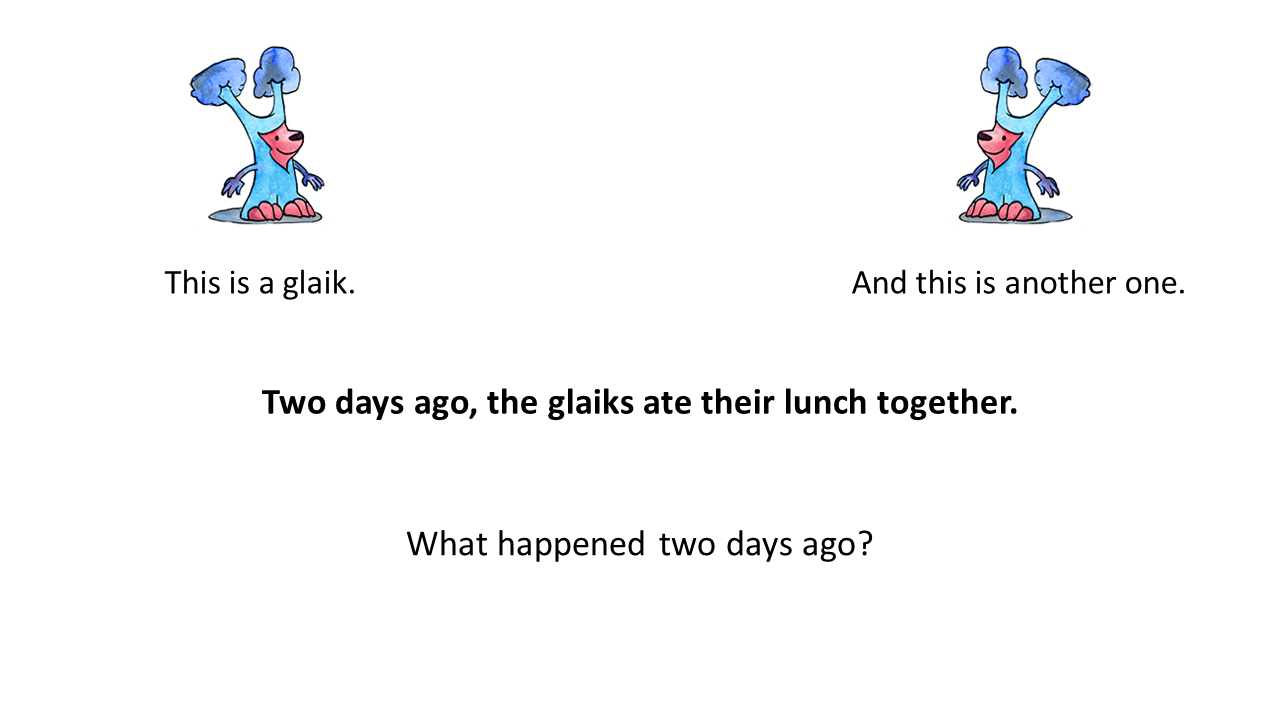 This is a glaik.
And this is another one.
Two days ago, the glaiks ate their lunch together.
What happened two days ago?